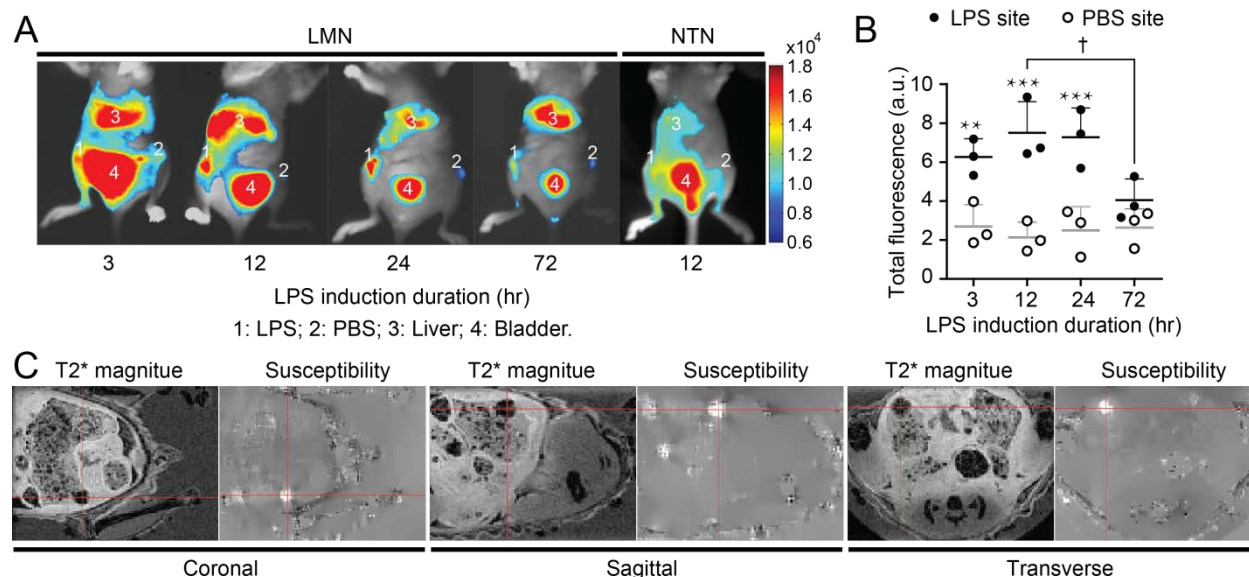 A
LMN
NTN
x10⁴
1.8
1.6
1.4
1.2
1.0
0.8
0.6
3
1
2
4
3
1
2
4
3
1
2
4
3
1
2
4
3
1
2
4
3
12
24
72
12
LPS induction duration (hr)
1: LPS; 2: PBS; 3: Liver; 4: Bladder.
B
● LPS site ○ PBS site
†
Total fluorescence (a.u.)
10
8
6
4
2
0
**
***
***
3
12
24
72
LPS induction duration (hr)
C
T2* magnitue
Susceptibility
T2* magnitue
Susceptibility
T2* magnitue
Susceptibility
Coronal
Sagittal
Transverse